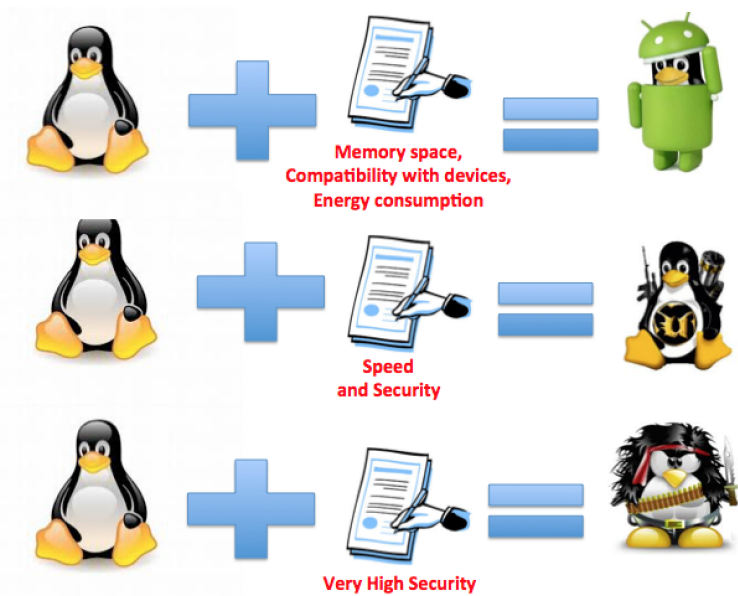 Memory space,
Compatibility with devices,
Energy consumption
U
Speed
and Security
Very High Security